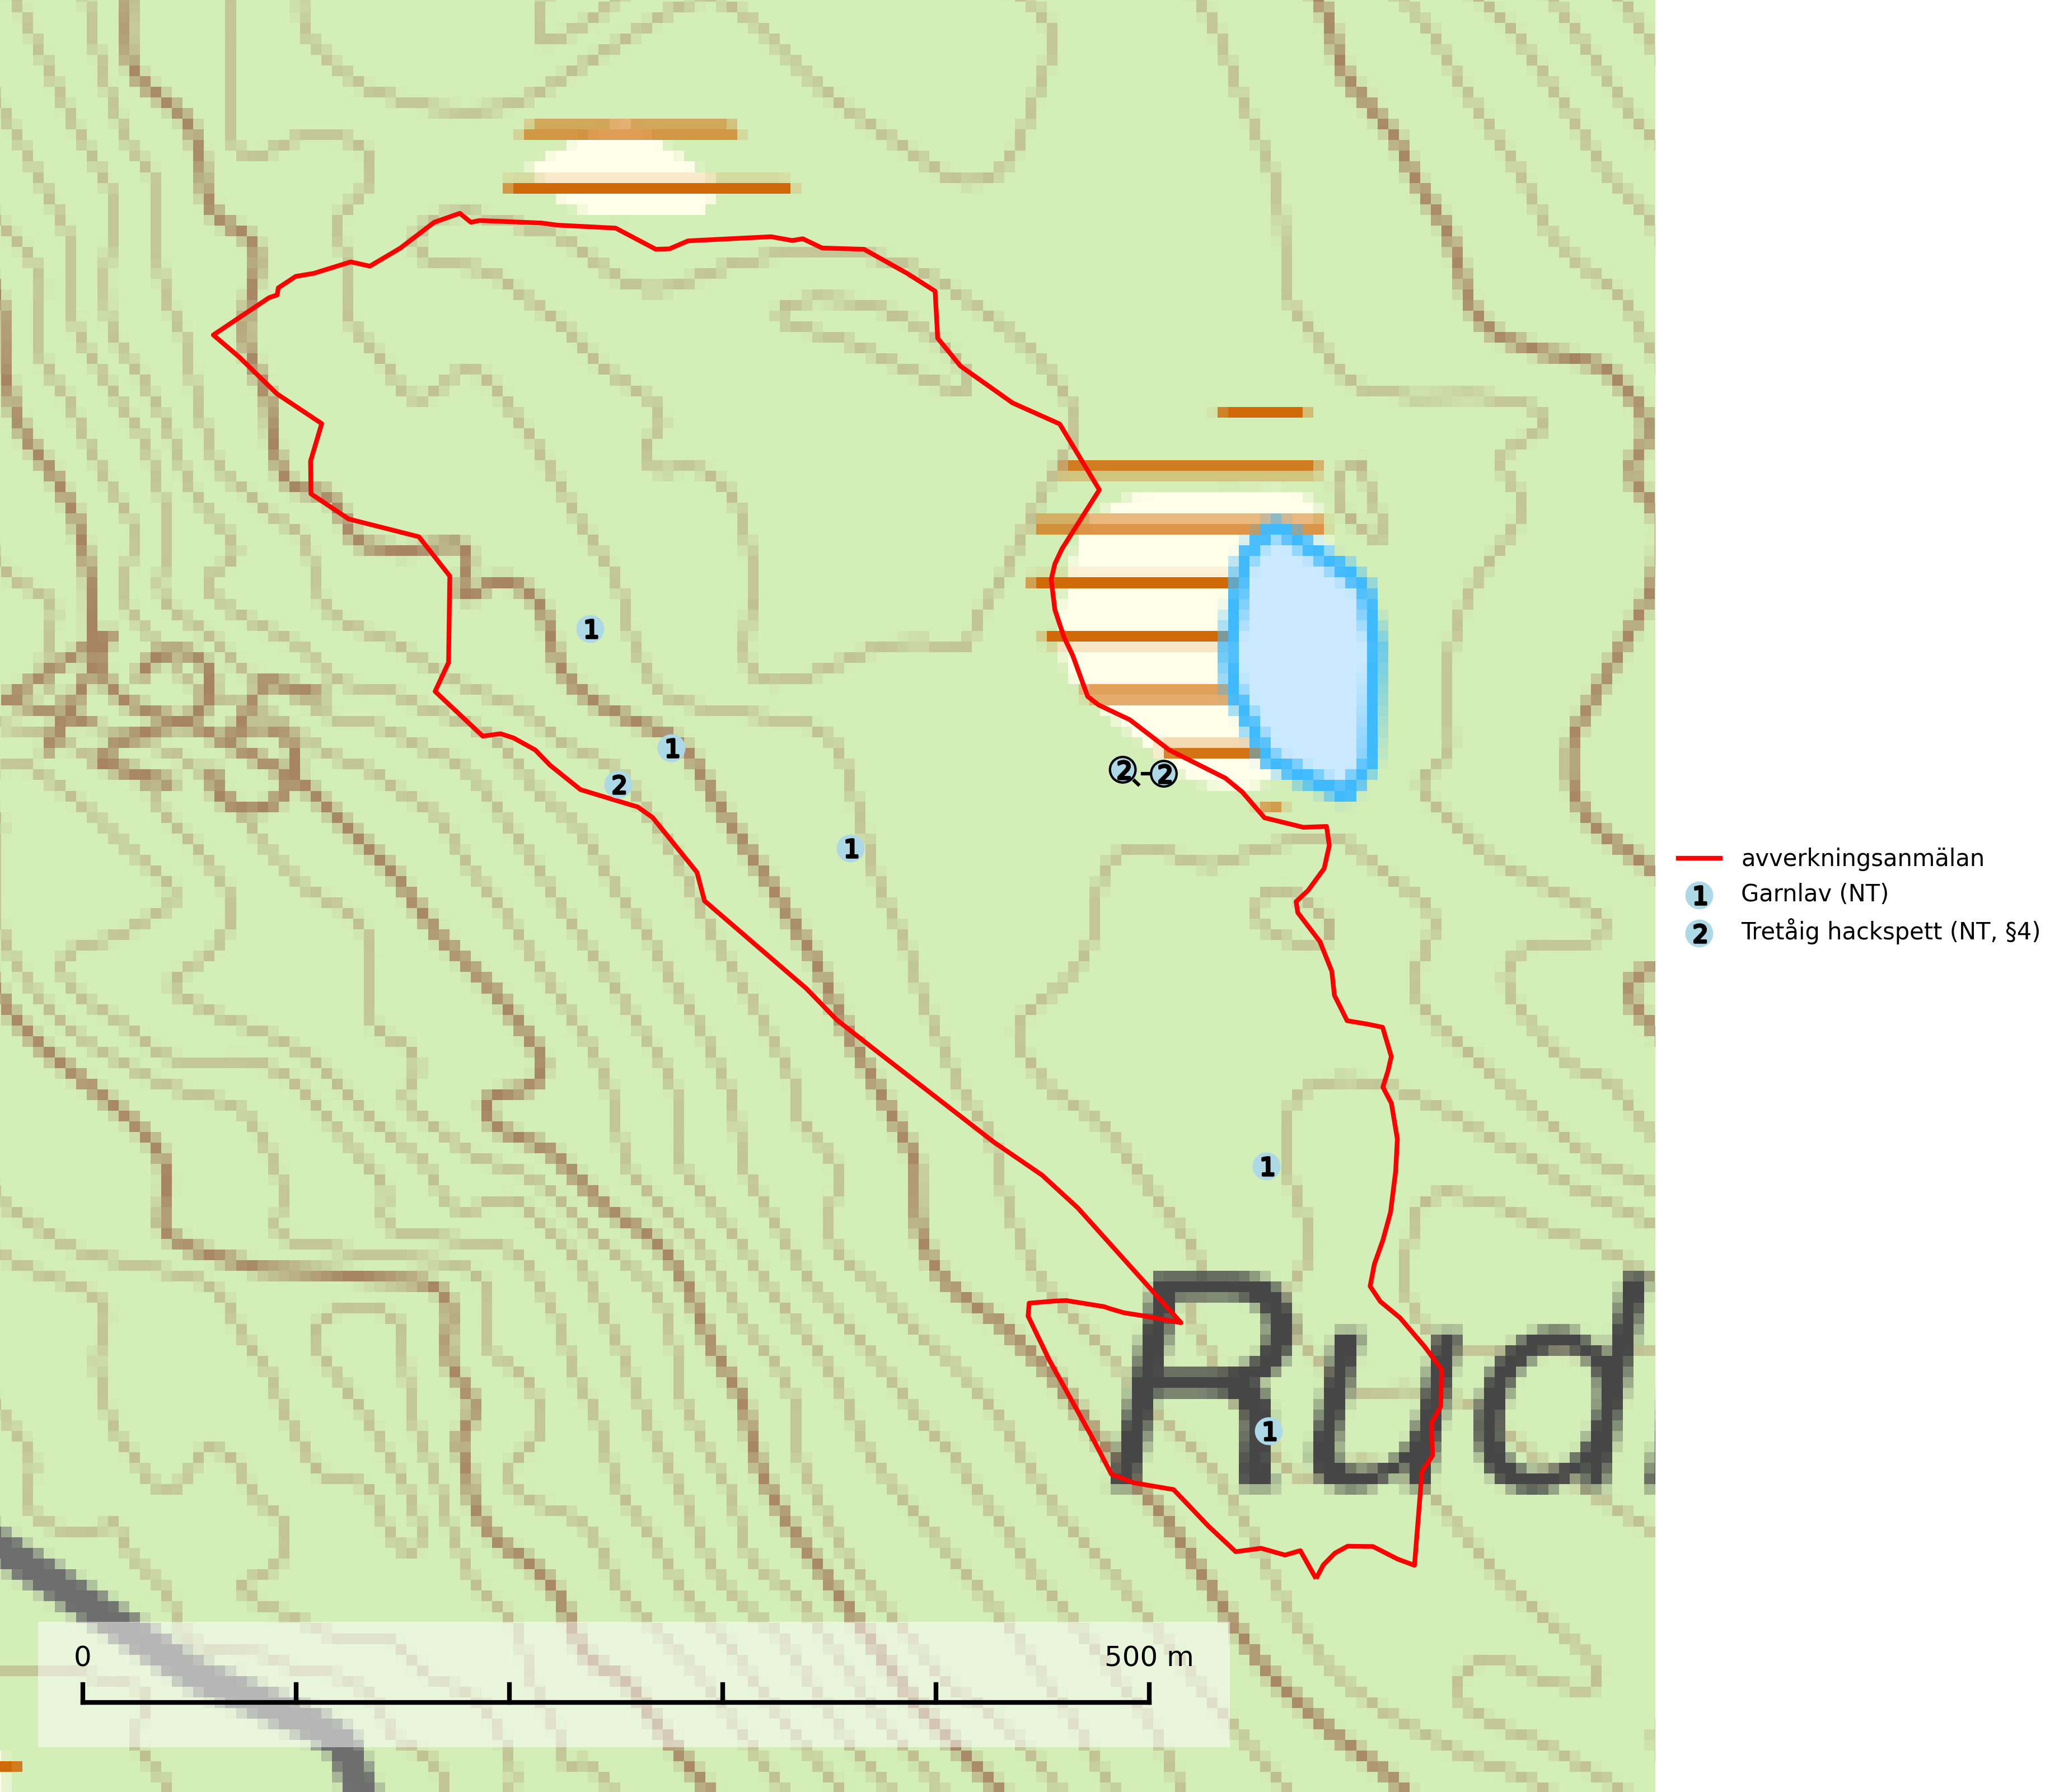 1
1
2
2-2
1
1
Rud
1
0 500 m
avverkningsanmälan
1 Garnlav (NT)
2 Tretåig hackspett (NT, §4)